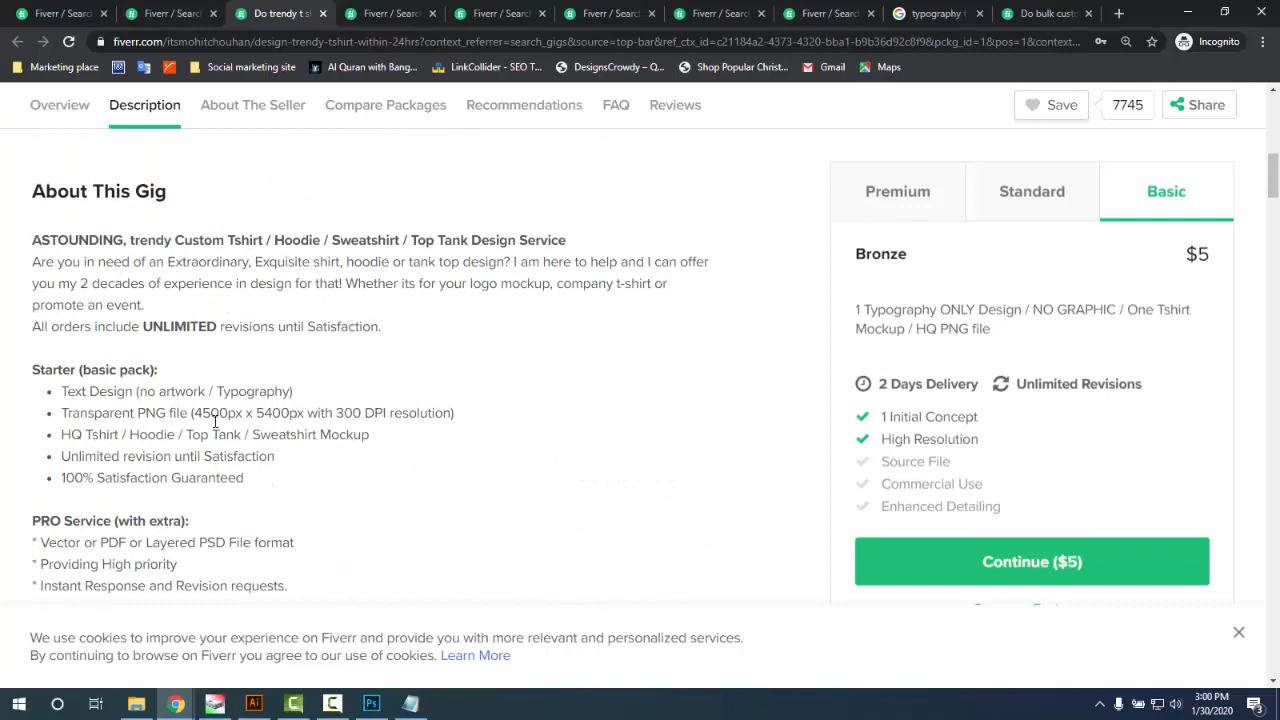 Fiverr / Search
Fiverr / Search
Do trendy t s
Fiverr / Search
Fiverr / Search
Fiverr / Search
Fiverr / Search
Fiverr / Search
typography t
Do bulk cust
fiverr.com/itsmohitchouhan/design-trendy-tshirt-within-24hrs?context_referrer=search_gigs&source=top-bar&ref_ctx_id=c21184a2-4373-4320-bba1-b9b36d92c8f9&pckg_id=1&pos=1&context...
Incognito
Marketing place
Social marketing site
Al Quran with Bang...
LinkCollider - SEO T...
DesignsCrowdy – Q...
Shop Popular Christ...
Gmail
Maps
Overview
Description
About The Seller
Compare Packages
Recommendations
FAQ
Reviews
Save
7745
Share
About This Gig
ASTOUNDING, trendy Custom Tshirt / Hoodie / Sweatshirt / Top Tank Design Service
Are you in need of an Extraordinary, Exquisite shirt, hoodie or tank top design? I am here to help and I can offer
you my 2 decades of experience in design for that! Whether its for your logo mockup, company t-shirt or
promote an event.
All orders include UNLIMITED revisions until Satisfaction.
Starter (basic pack):
• Text Design (no artwork / Typography)
• Transparent PNG file (4500px x 5400px with 300 DPI resolution)
• HQ Tshirt / Hoodie / Top Tank / Sweatshirt Mockup
• Unlimited revision until Satisfaction
• 100% Satisfaction Guaranteed
PRO Service (with extra):
* Vector or PDF or Layered PSD File format
* Providing High priority
* Instant Response and Revision requests.
Premium
Standard
Basic
Bronze
$5
1 Typography ONLY Design / NO GRAPHIC / One Tshirt
Mockup / HQ PNG file
2 Days Delivery
Unlimited Revisions
1 Initial Concept
High Resolution
Source File
Commercial Use
Enhanced Detailing
Continue ($5)
We use cookies to improve your experience on Fiverr and provide you with more relevant and personalized services.
By continuing to browse on Fiverr you agree to our use of cookies. Learn More
Ai
Ps
3:00 PM
1/30/2020